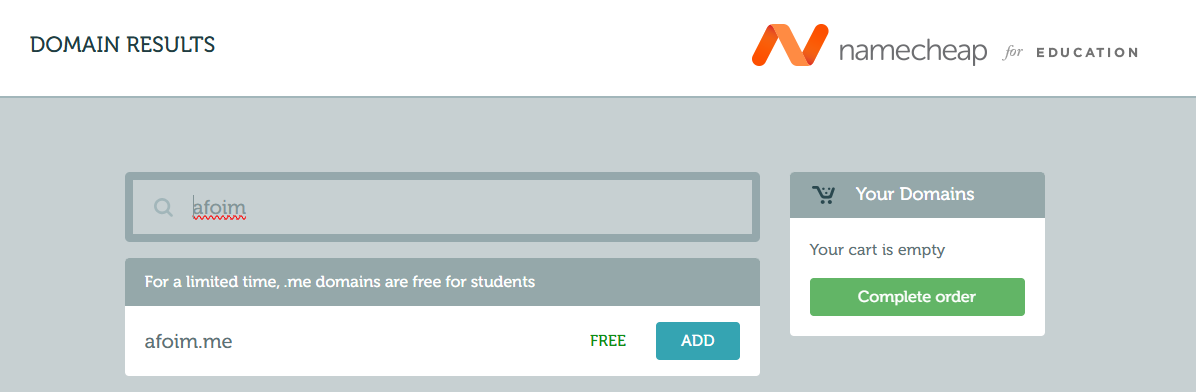 DOMAIN RESULTS
namecheap for EDUCATION
afoim
Your Domains
For a limited time, .me domains are free for students
Your cart is empty
Complete order
afoim.me FREE ADD